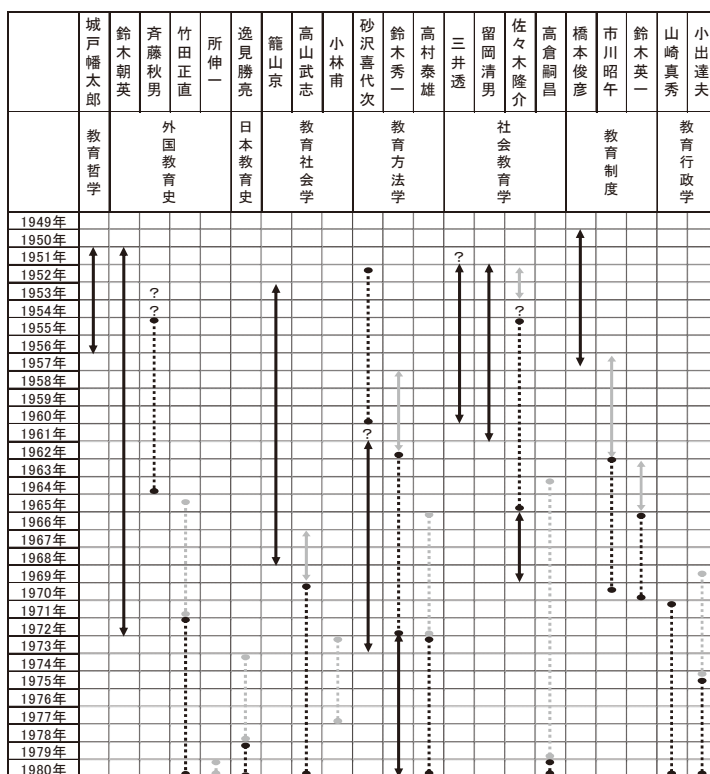 城戸幡太郎
鈴木朝英
斉藤秋男
竹田正直
所伸一
逸見勝亮
籠山京
高山武志
小林甫
砂沢喜代次
鈴木秀一
高村泰雄
三井透
留岡清男
佐々木隆介
高倉嗣昌
橋本俊彦
市川昭午
鈴木英一
山崎真秀
小出達夫
教育哲学
外国教育史
日本教育史
教育社会学
教育方法学
社会教育学
教育制度
教育行政学
1949年
1950年
1951年 ?
1952年
1953年 ?
1954年 ? ?
1955年
1956年
1957年
1958年
1959年
1960年
1961年 ?
1962年
1963年
1964年
1965年
1966年
1967年
1968年
1969年
1970年
1971年
1972年
1973年
1974年
1975年
1976年
1977年
1978年
1979年
1980年